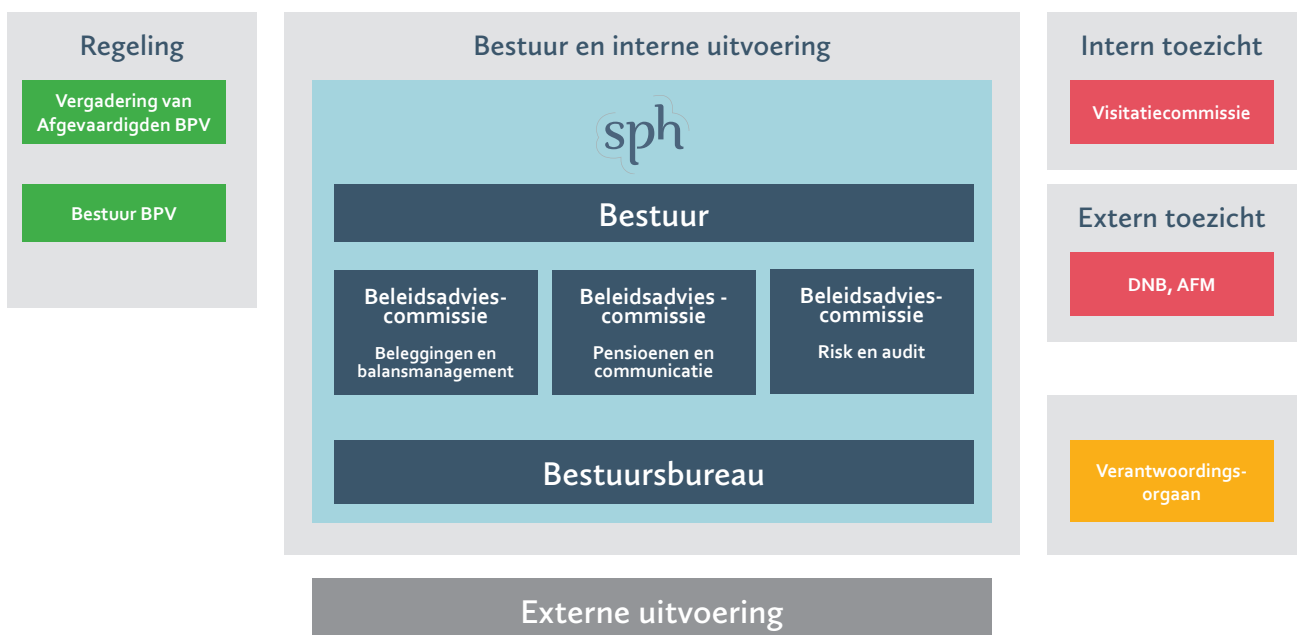 Regeling
Vergadering van
Afgevaardigden BPV
Bestuur BPV
Bestuur en interne uitvoering
sph
Bestuur
Beleidsadvies-
commissie
Beleggingen en
balansmanagement
Beleidsadvies -
commissie
Pensioenen en
communicatie
Beleidsadvies-
commissie
Risk en audit
Bestuursbureau
Externe uitvoering
Intern toezicht
Visitatiecommissie
Extern toezicht
DNB, AFM
Verantwoordings-
orgaan